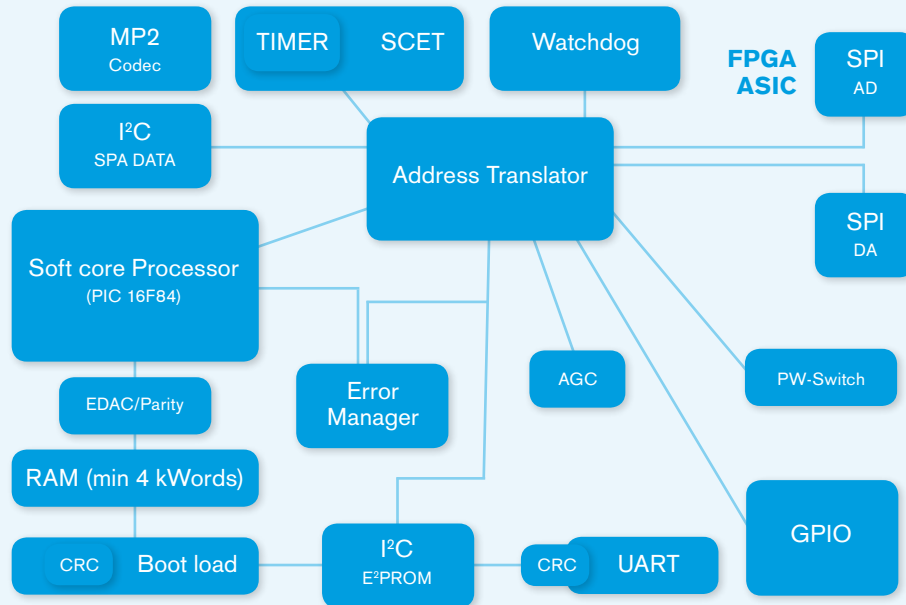 MP2
Codec
TIMER SCET
Watchdog
FPGA
ASIC
SPI
AD
I²C
SPA DATA
Address Translator
SPI
DA
Soft core Processor
(PIC 16F84)
Error
Manager
AGC
PW-Switch
EDAC/Parity
RAM (min 4 kWords)
CRC Boot load
I²C
E²PROM
CRC UART
GPIO